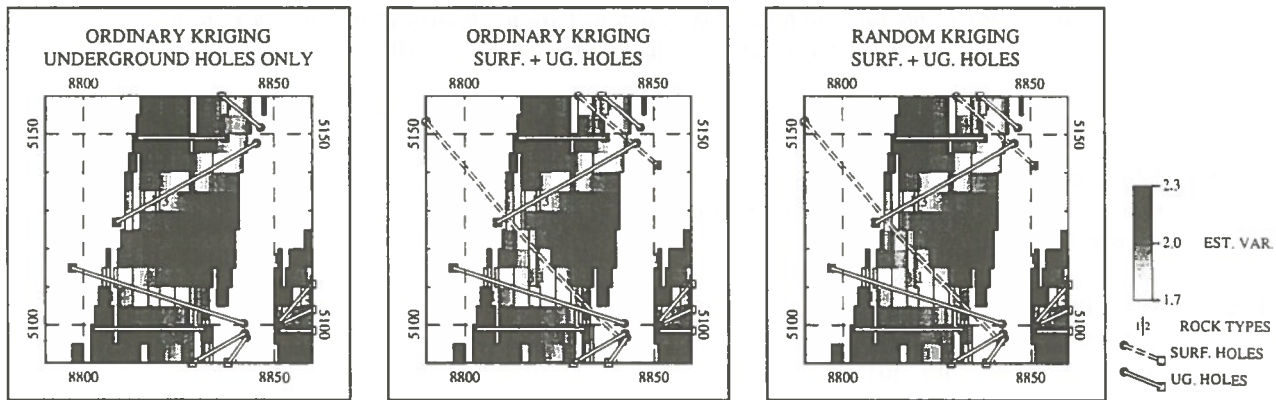 ORDINARY KRIGING
UNDERGROUND HOLES ONLY
8800 8850
5150
5150
5100
5100
8800 8850
ORDINARY KRIGING
SURF. + UG. HOLES
8800 8850
5150
5150
5100
5100
8800 8850
RANDOM KRIGING
SURF. + UG. HOLES
8800 8850
5150
5150
5100
5100
8800 8850
2.3
2.0 EST. VAR.
1.7
1|2 ROCK TYPES
SURF. HOLES
UG. HOLES